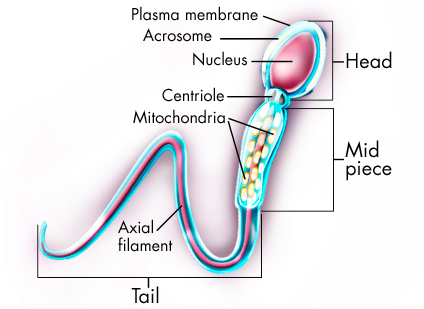 Plasma membrane
Acrosome
Nucleus
Head
Centriole
Mitochondria
Mid
piece
Axial
filament
Tail